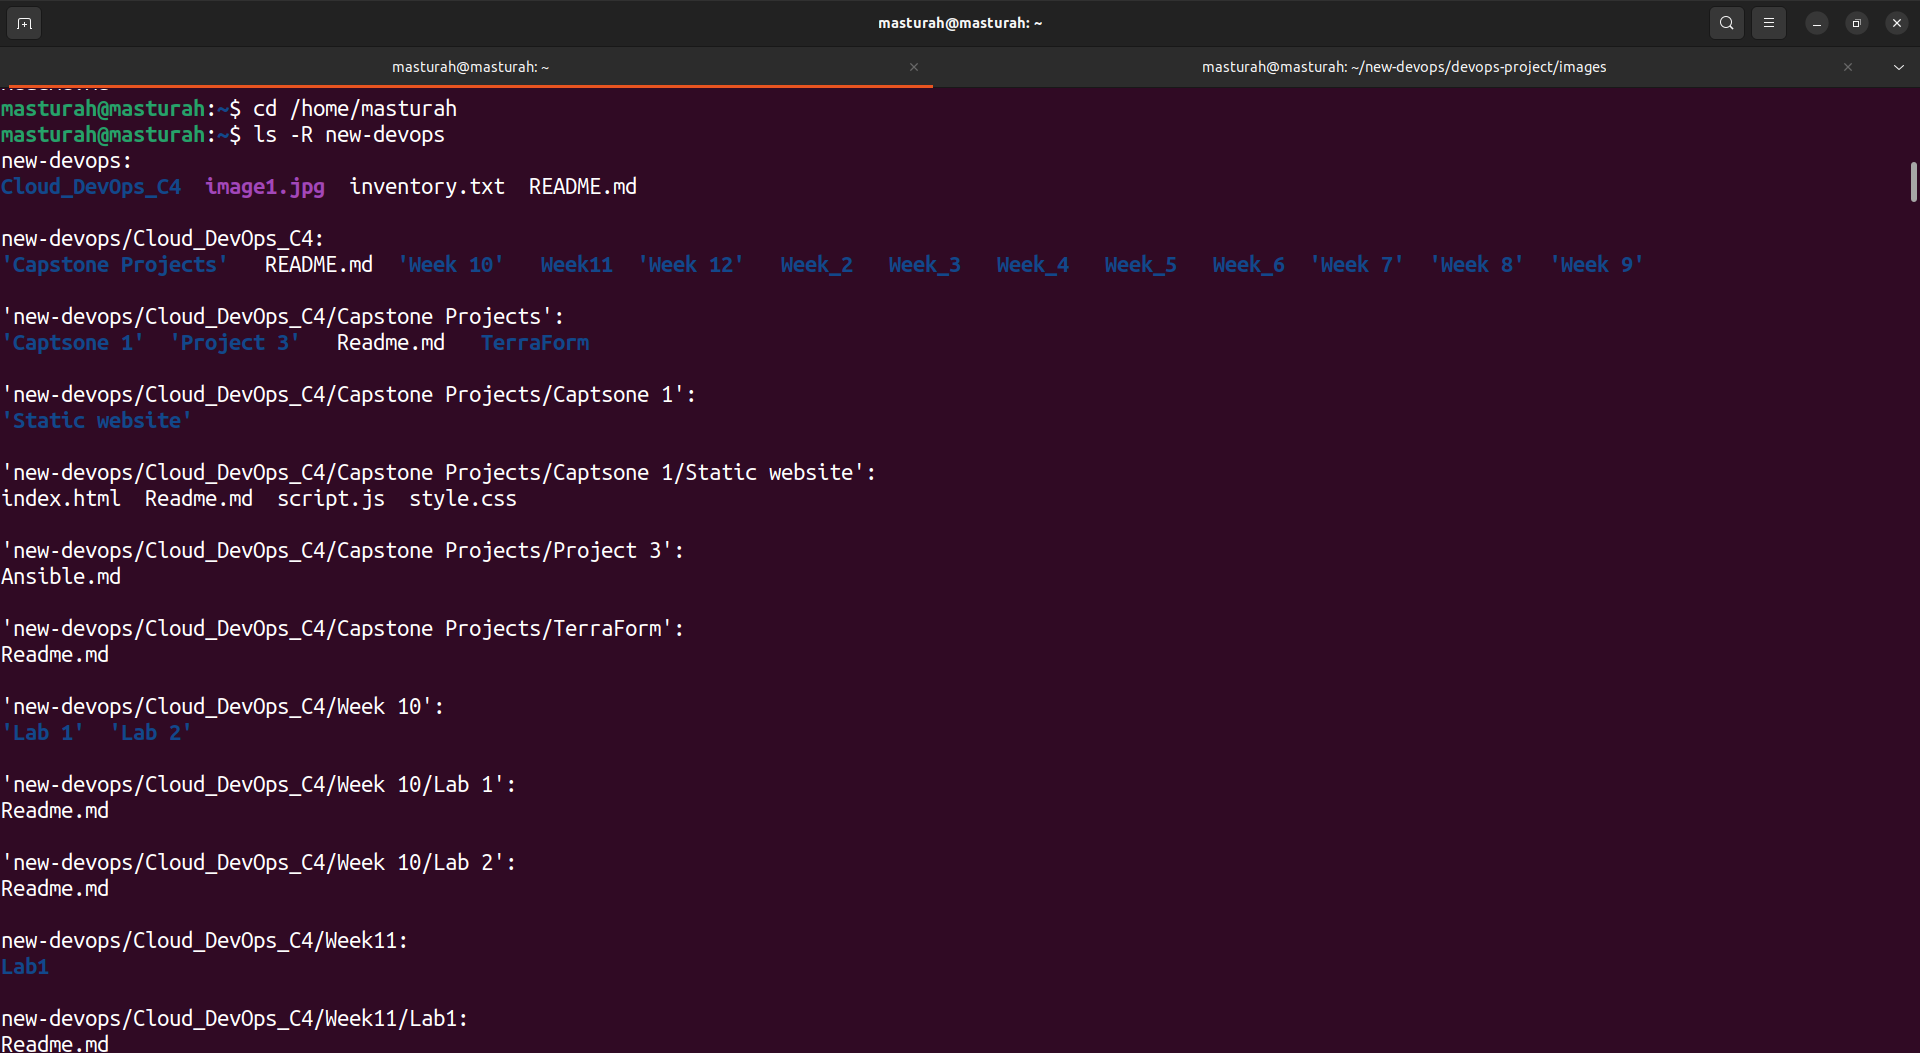 masturah@masturah: ~
masturah@masturah: ~
masturah@masturah: ~/new-devops/devops-project/images
masturah@masturah:~$ cd /home/masturah
masturah@masturah:~$ ls -R new-devops
new-devops:
Cloud_DevOps_C4  image1.jpg  inventory.txt  README.md
new-devops/Cloud_DevOps_C4:
'Capstone Projects'   README.md  'Week 10'   Week11  'Week 12'   Week_2   Week_3   Week_4   Week_5   Week_6  'Week 7'  'Week 8'  'Week 9'
'new-devops/Cloud_DevOps_C4/Capstone Projects':
'Captsone 1'  'Project 3'   Readme.md   TerraForm
'new-devops/Cloud_DevOps_C4/Capstone Projects/Captsone 1':
'Static website'
'new-devops/Cloud_DevOps_C4/Capstone Projects/Captsone 1/Static website':
index.html  Readme.md  script.js  style.css
'new-devops/Cloud_DevOps_C4/Capstone Projects/Project 3':
Ansible.md
'new-devops/Cloud_DevOps_C4/Capstone Projects/TerraForm':
Readme.md
'new-devops/Cloud_DevOps_C4/Week 10':
'Lab 1'  'Lab 2'
'new-devops/Cloud_DevOps_C4/Week 10/Lab 1':
Readme.md
'new-devops/Cloud_DevOps_C4/Week 10/Lab 2':
Readme.md
new-devops/Cloud_DevOps_C4/Week11:
Lab1
new-devops/Cloud_DevOps_C4/Week11/Lab1:
Readme.md